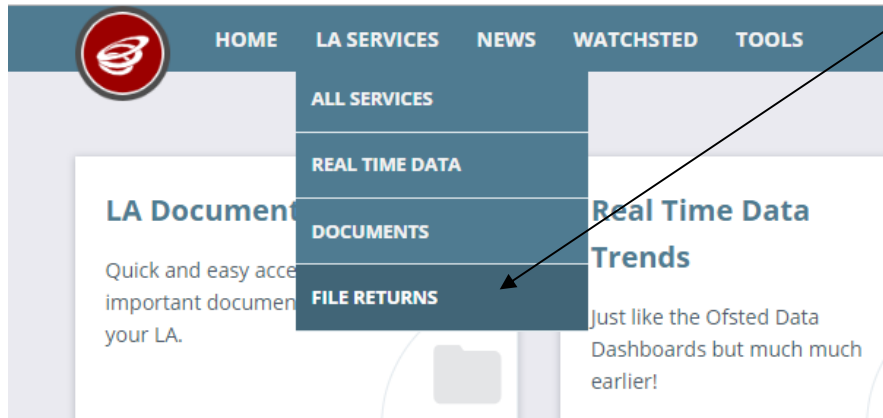 HOME LA SERVICES NEWS WATCHSTED TOOLS
ALL SERVICES
REAL TIME DATA
DOCUMENTS
FILE RETURNS
LA Document
Quick and easy acce
important documen
your LA.
Real Time Data
Trends
Just like the Ofsted Data
Dashboards but much much
earlier!